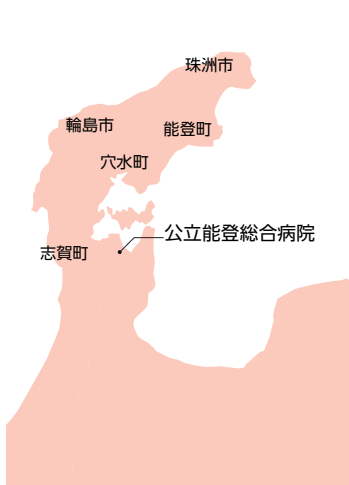 珠洲市
輪島市
能登町
穴水町
公立能登総合病院
志賀町